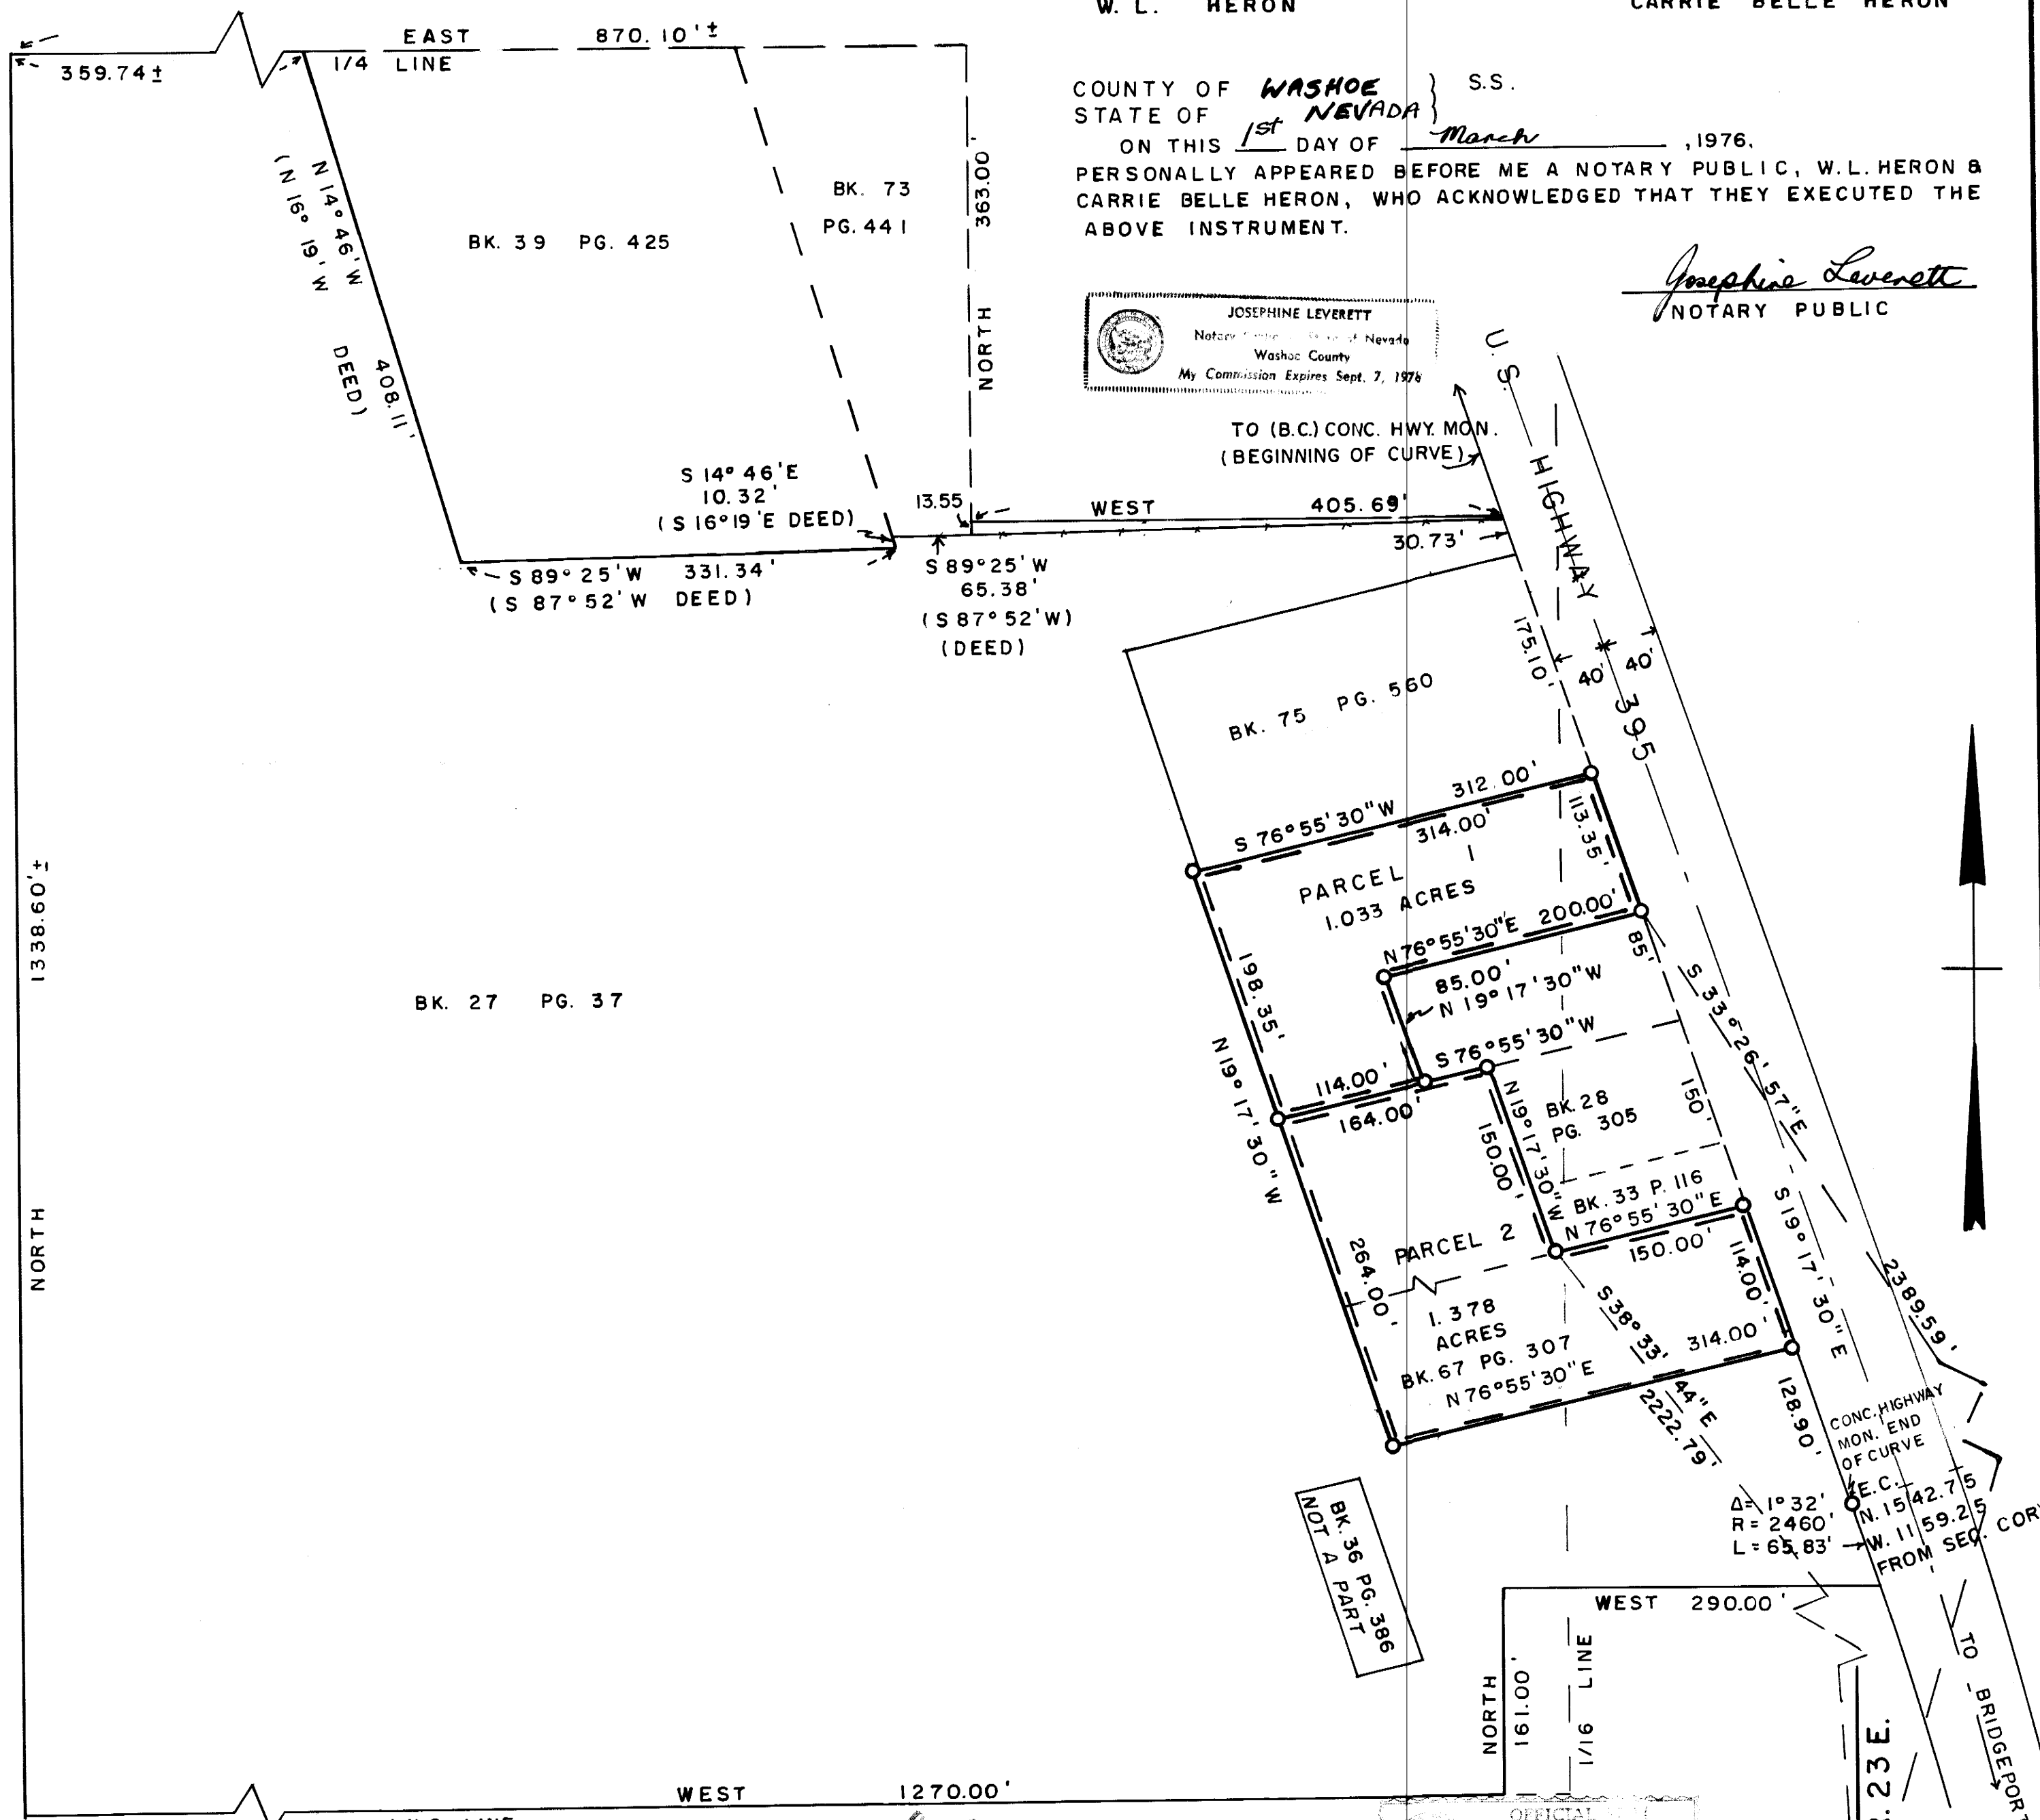 W. L. HERON
CARRIE BELLE HERON
EAST 870.10'±
1/4 LINE
359.74±
COUNTY OF WASHOE } S.S.
STATE OF NEVADA
ON THIS 1st DAY OF March , 1976,
PERSONALLY APPEARED BEFORE ME A NOTARY PUBLIC, W.L. HERON &
CARRIE BELLE HERON, WHO ACKNOWLEDGED THAT THEY EXECUTED THE
ABOVE INSTRUMENT.
Josephine Leverett
NOTARY PUBLIC
JOSEPHINE LEVERETT
Notary of Nevada
Washoe County
My Commission Expires Sept. 7, 1978
N 14° 46' W 408.11'
(N 16° 19' W DEED)
BK. 39 PG. 425
BK. 73
PG. 441
363.00'
NORTH
U.S. HIGHWAY 395
TO (B.C.) CONC. HWY. MON.
(BEGINNING OF CURVE)
S 14° 46' E
10.32'
(S 16° 19' E DEED)
13.55
WEST 405.69'
30.73'
S 89° 25' W 331.34'
(S 87° 52' W DEED)
S 89° 25' W
65.38'
(S 87° 52' W)
(DEED)
175.10'
40' 40'
BK. 75 PG. 560
S 76° 55' 30" W 312.00'
314.00'
113.35'
PARCEL 1
1.033 ACRES
N 76° 55' 30" E 200.00'
85'
85.00'
N 19° 17' 30" W
S 33° 26' 57" E
2389.59'
1338.60'±
NORTH
BK. 27 PG. 37
198.35'
N 19° 17' 30" W
S 76° 55' 30" W
114.00'
164.00'
BK. 28
PG. 305
150'
N 19° 17' 30" W
150.00'
BK. 33 P. 116
N 76° 55' 30" E
150.00'
114.00'
S 19° 17' 30" E
PARCEL 2
264.00'
1.378
ACRES
BK. 67 PG. 307
N 76° 55' 30" E
314.00'
S 38° 33' 44" E
2222.79'
128.90'
CONC. HIGHWAY
MON. END
OF CURVE
E.C.
N. 1542.75
W. 1159.25
FROM SEC. COR
Δ= 1° 32'
R = 2460'
L = 65.83'
BK. 36 PG. 386
NOT A PART
WEST 290.00'
NORTH
161.00'
1/16 LINE
TO BRIDGEPORT
23 E.
WEST 1270.00'
LINE
OFFICIAL